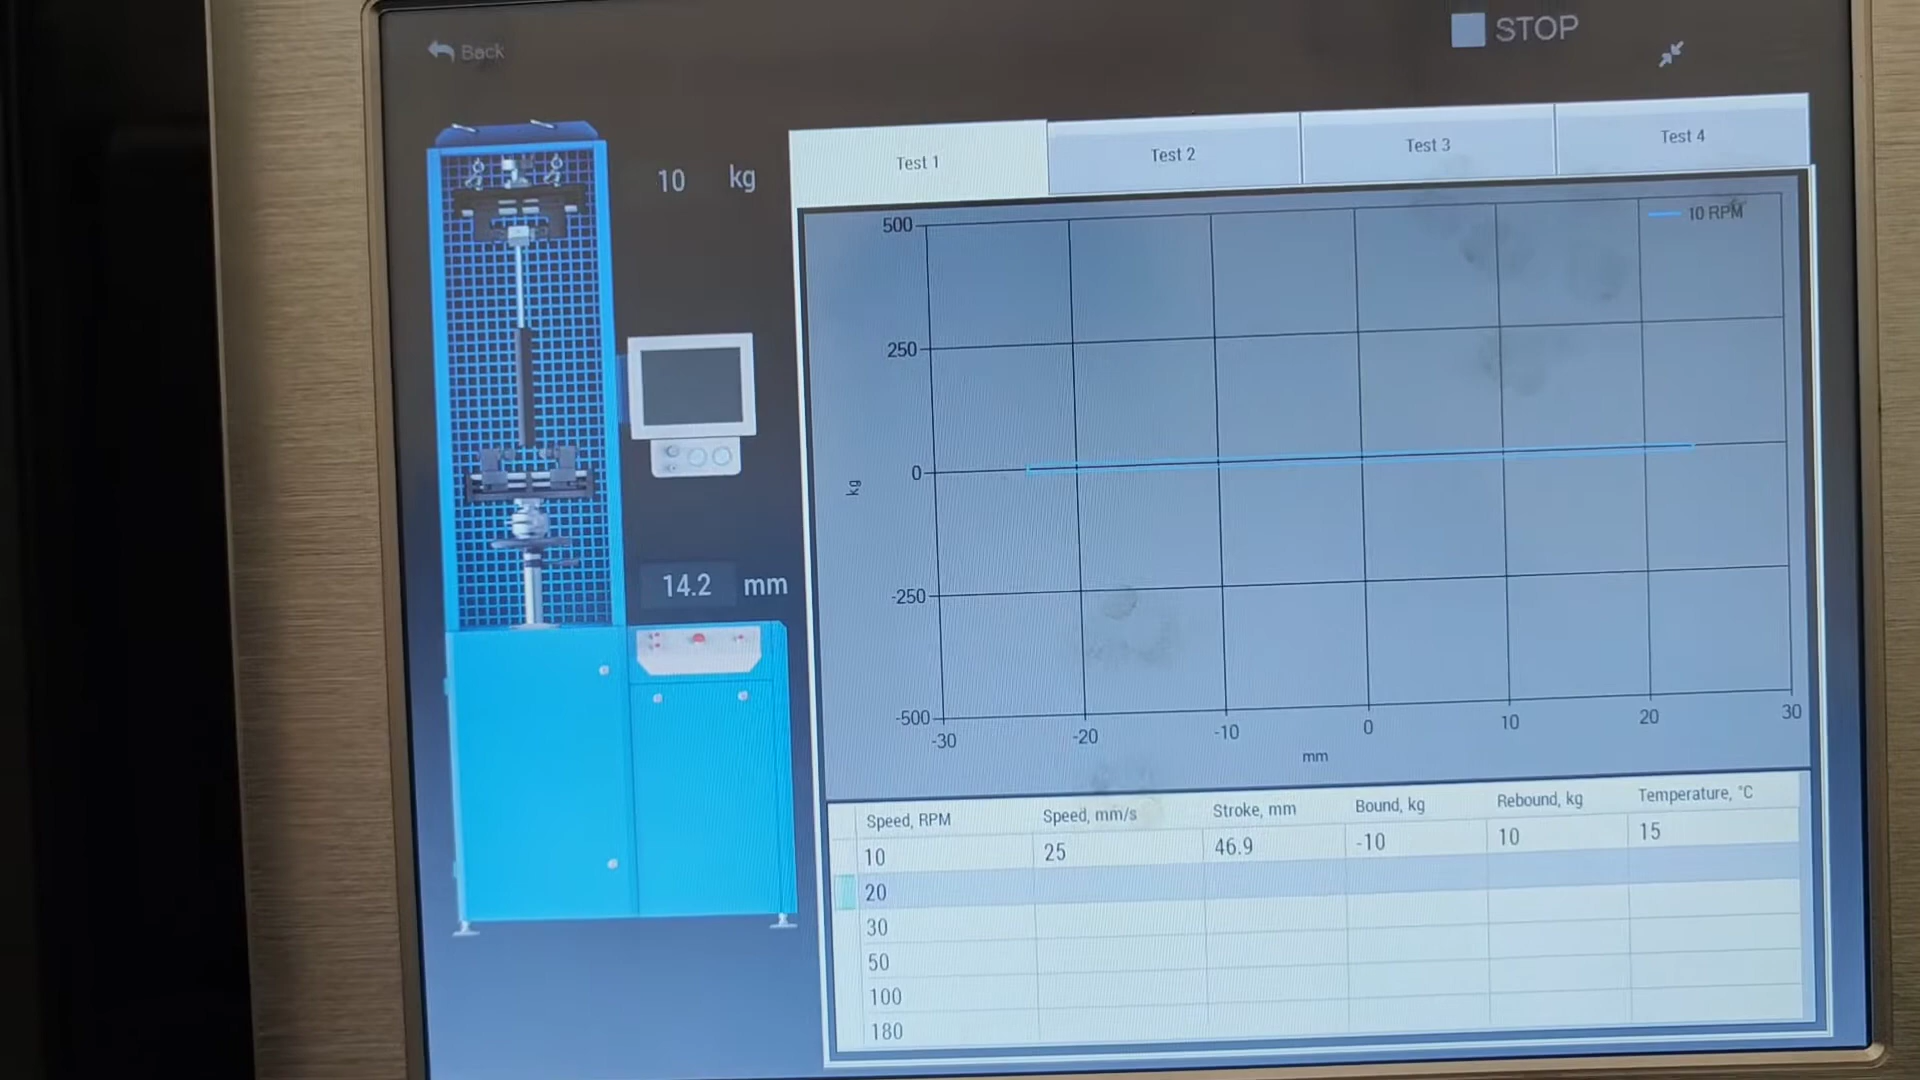 Back
STOP
10 kg
14.2 mm
Test 1 Test 2 Test 3 Test 4
10 RPM
500
250
0
-250
-500
kg
-30 -20 -10 0 10 20 30
mm
Speed, RPM Speed, mm/s Stroke, mm Bound, kg Rebound, kg Temperature, °C
10 25 46.9 -10 10 15
20
30
50
100
180